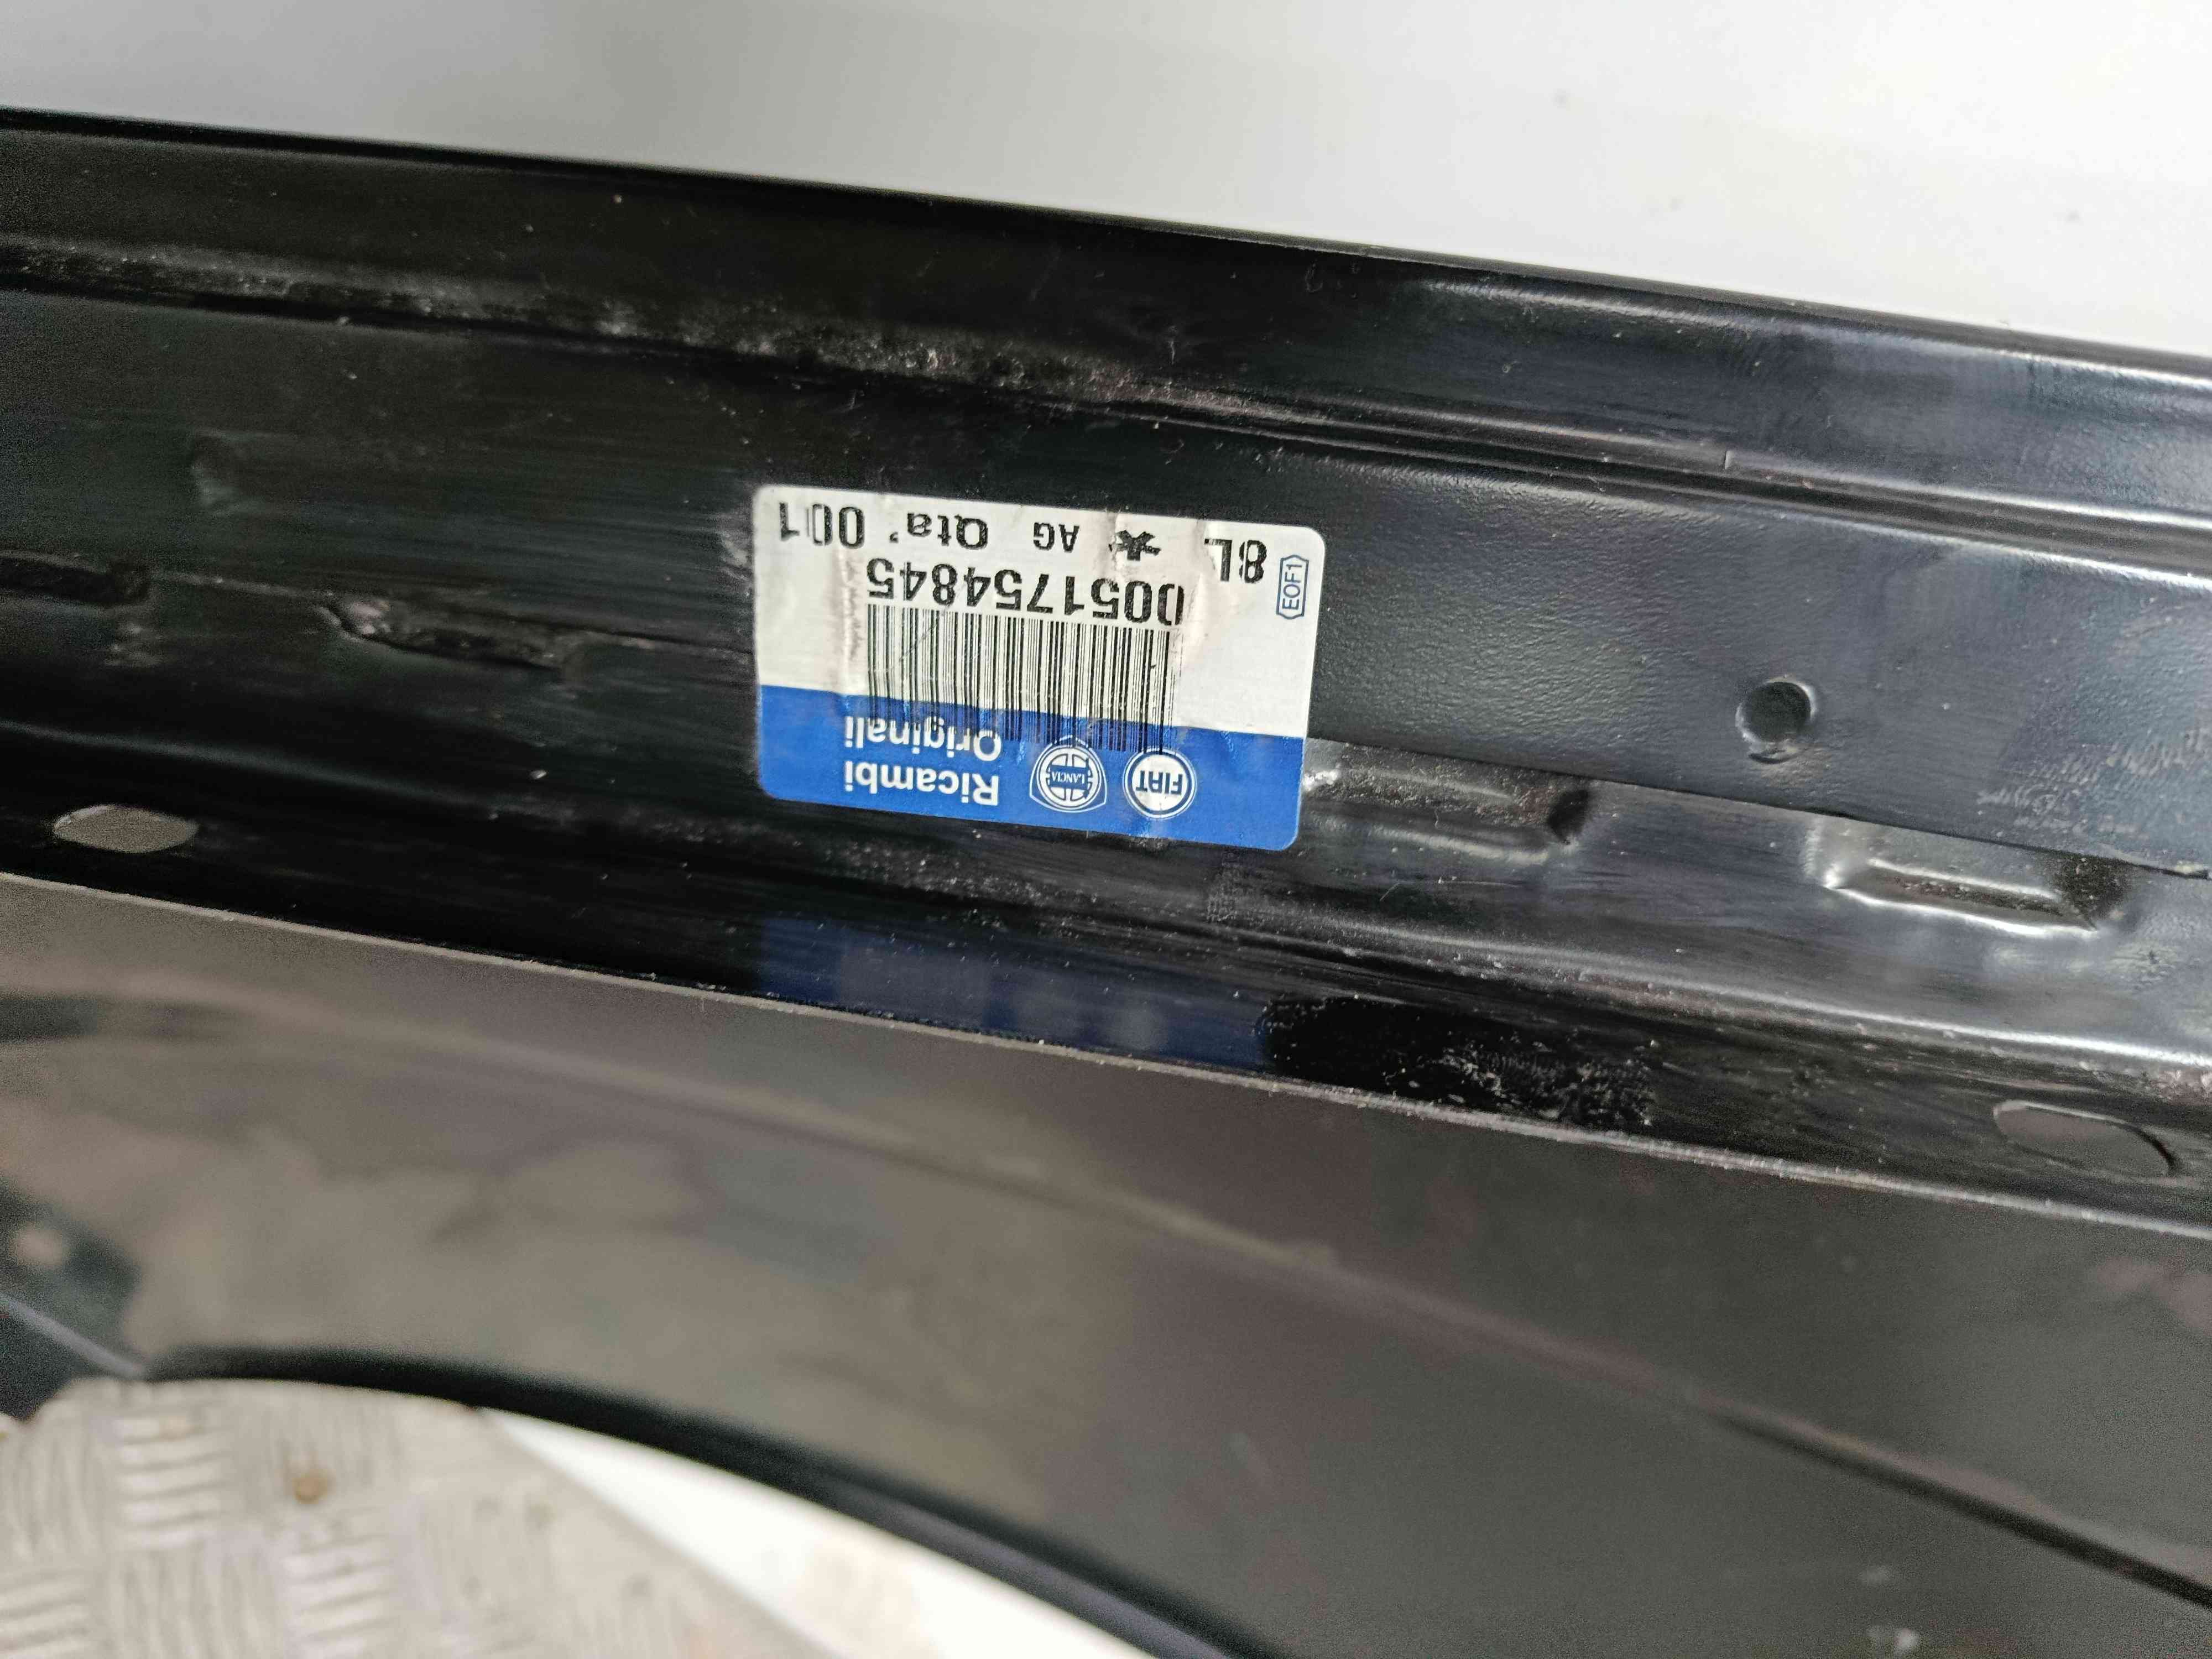 FIAT LANCIA Ricambi
Originali
0051754845
8L * AG Qta' 001
EOF1